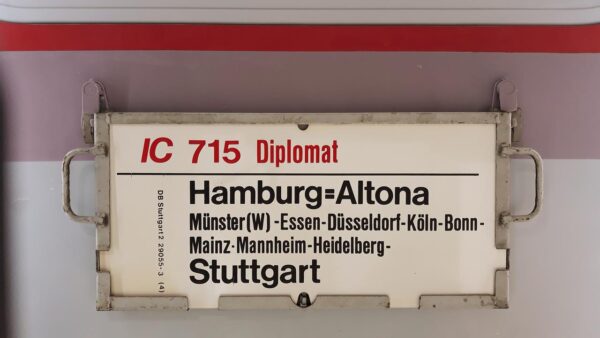 IC 715 Diplomat
Hamburg=Altona
Münster(W)-Essen-Düsseldorf-Köln-Bonn-
Mainz-Mannheim-Heidelberg-
Stuttgart
DB Stuttgart 2 29055-3 (4)